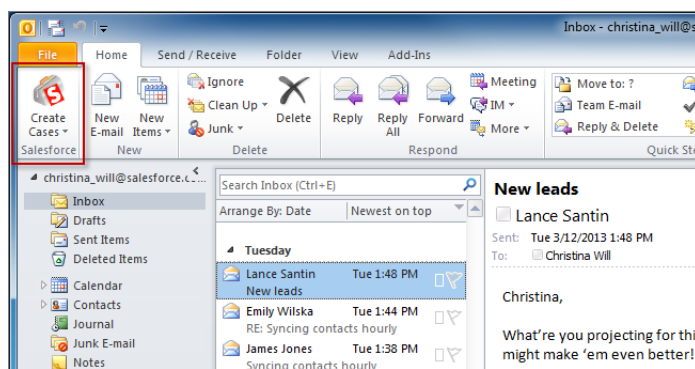 Inbox - christina_will@s
File Home Send / Receive Folder View Add-Ins
Create Cases
Salesforce
New E-mail
New Items
New
Ignore
Clean Up
Junk
Delete
Delete
Reply
Reply All
Forward
Meeting
IM
More
Respond
Move to: ?
Team E-mail
Reply & Delete
Quick St
christina_will@salesforce.c...
Inbox
Drafts
Sent Items
Deleted Items
Calendar
Contacts
Journal
Junk E-mail
Notes
Search Inbox (Ctrl+E)
Arrange By: Date Newest on top
Tuesday
Lance Santin Tue 1:48 PM
New leads
Emily Wilska Tue 1:44 PM
RE: Syncing contacts hourly
James Jones Tue 1:38 PM
Syncing contacts hourly
New leads
Lance Santin
Sent: Tue 3/12/2013 1:48 PM
To: Christina Will
Christina,
What're you projecting for thi
might make 'em even better!